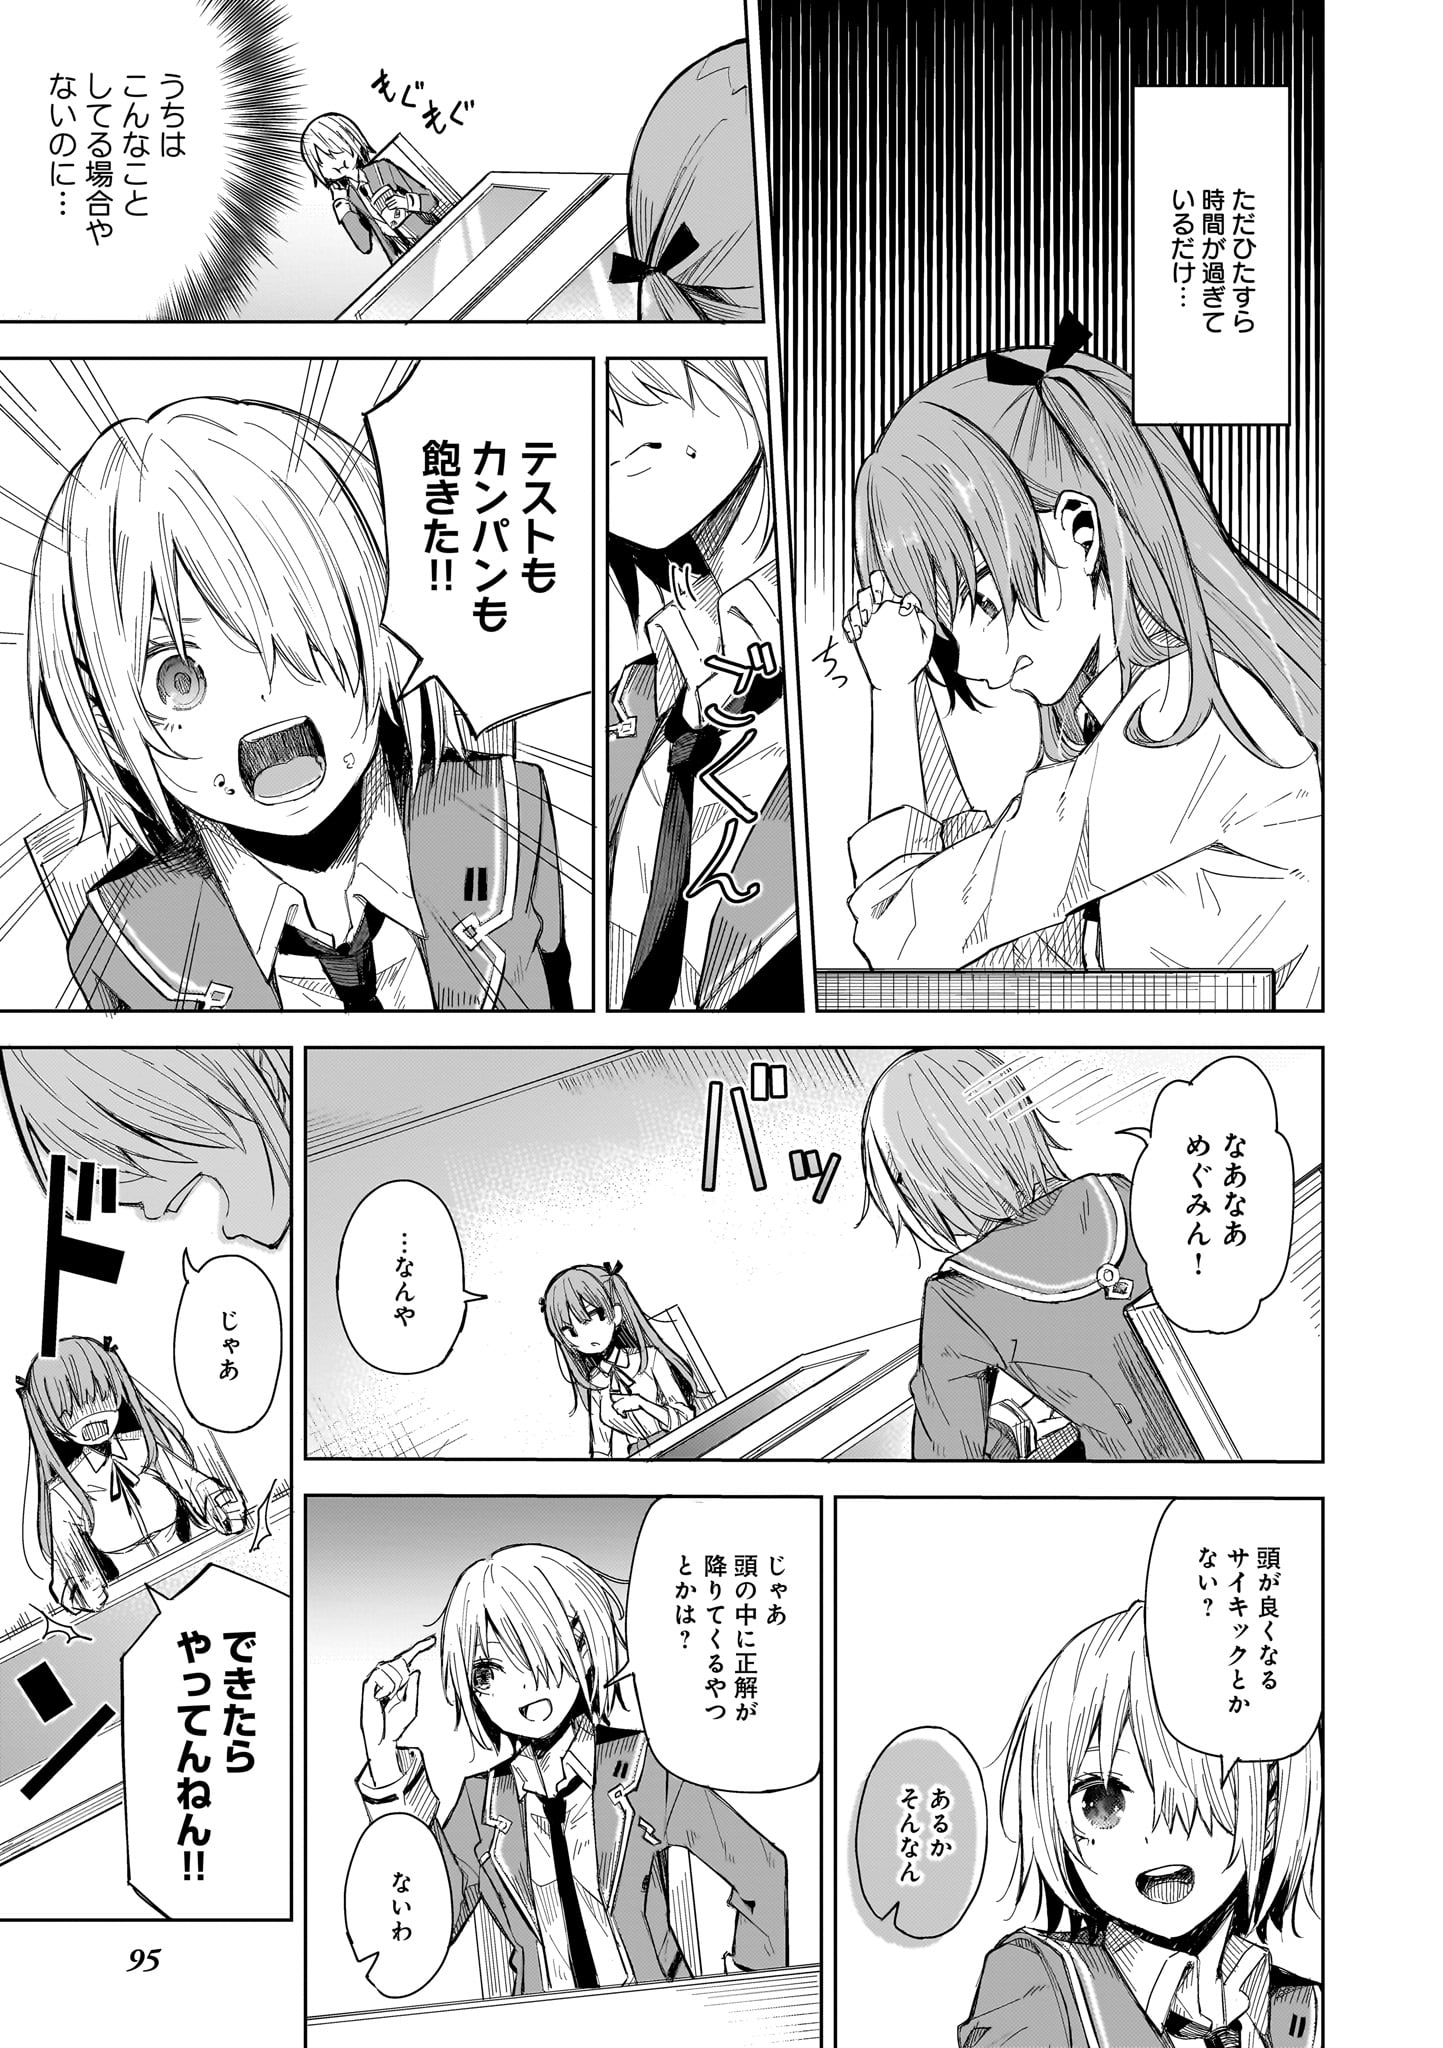 ただひたすら
時間が過ぎて
いるだけ…
ちっ
もぐもぐ
うちは
こんなこと
してる場合や
ないのに…
ごくん
テストも
カンパンも
飽きた!!
なあなあ
めぐみん!
バッ
…なんや
頭が良くなる
サイキックとか
ない?
あるか
そんなん
じゃあ
頭の中に正解が
降りてくるやつ
とかは?
ないわ
じゃあ
ドン
できたら
やってんねん!!
95